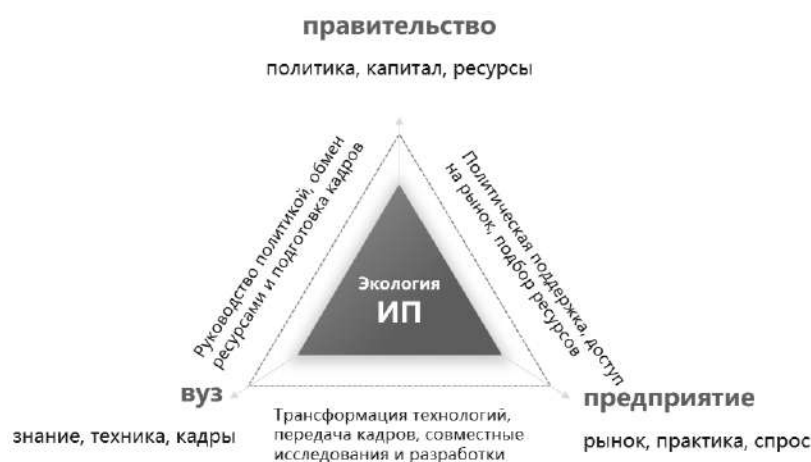 правительство
политика, капитал, ресурсы
Руководство политикой, обмен
ресурсами и подготовка кадров
Политическая поддержка, доступ
на рынок, подбор ресурсов
Экология
ИП
вуз
знание, техника, кадры
Трансформация технологий,
передача кадров, совместные
исследования и разработки
предприятие
рынок, практика, спрос